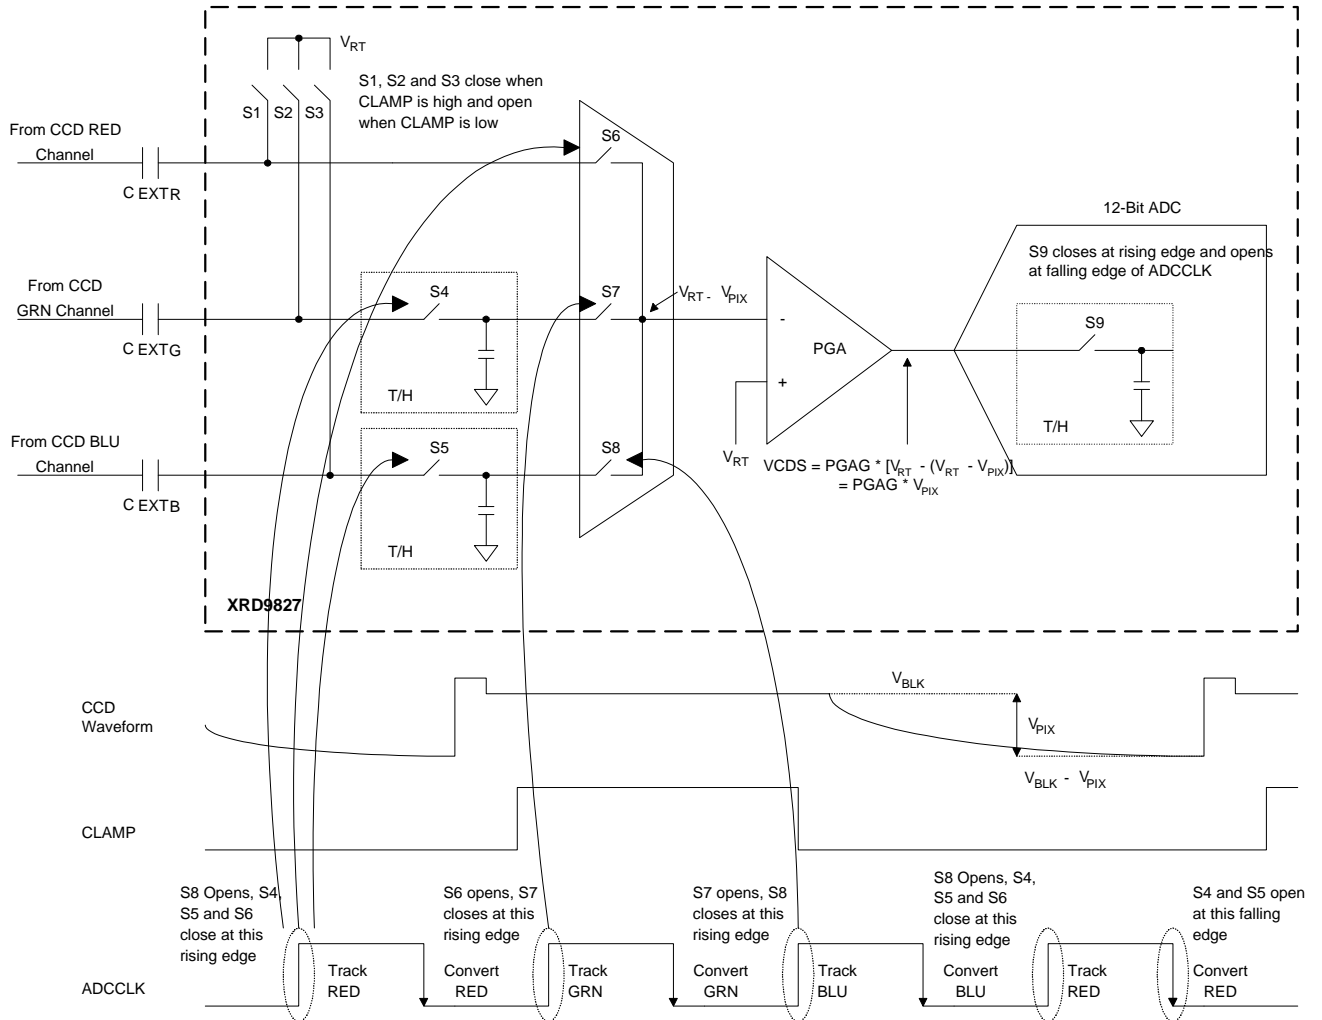 VRT
S1, S2 and S3 close when
CLAMP is high and open
when CLAMP is low
S1 S2 S3
From CCD RED
Channel
C EXTR
S6
12-Bit ADC
S9 closes at rising edge and opens
at falling edge of ADCCLK
From CCD
GRN Channel
C EXTG
S4
S7
VRT - VPIX
S9
-
PGA
+
T/H
T/H
From CCD BLU
Channel
C EXTB
S5
S8
VRT
VCDS = PGAG * [VRT - (VRT - VPIX)]
= PGAG * VPIX
T/H
XRD9827
CCD
Waveform
VBLK
VPIX
VBLK - VPIX
CLAMP
S8 Opens, S4,
S5 and S6
close at this
rising edge
S6 opens, S7
closes at this
rising edge
S7 opens, S8
closes at this
rising edge
S8 Opens, S4,
S5 and S6
close at this
rising edge
S4 and S5 open
at this falling
edge
ADCCLK
Track
RED
Convert
RED
Track
GRN
Convert
GRN
Track
BLU
Convert
BLU
Track
RED
Convert
RED